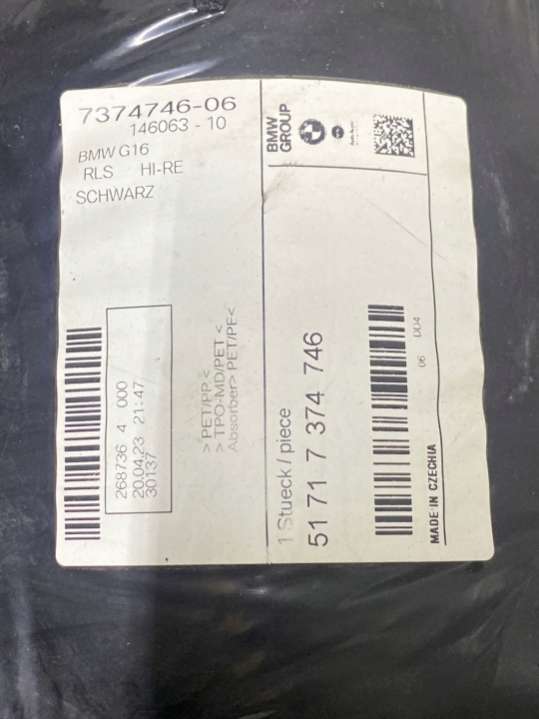 7374746-06
146063 - 10
BMW G16
RLS HI-RE
SCHWARZ
268736 4 000
20.04.23 21:47
30137
> PET/PP <
> TPO-MD/PET <
Absorber> PET/PE<
BMW
GROUP
1 Stueck / piece
51 71 7 374 746
06 D04
MADE IN CZECHIA